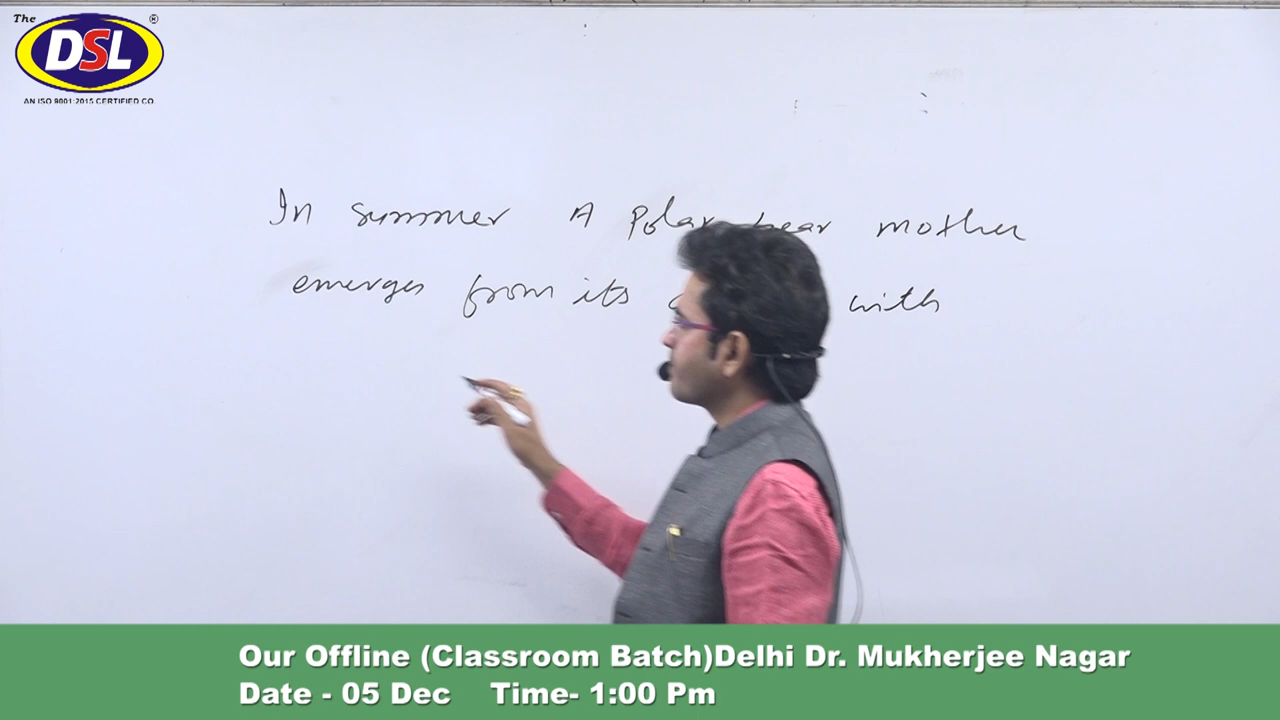 The ®
DSL
AN ISO 9001:2015 CERTIFIED CO.
In summer A Polar bear mother
emerges from its with
Our Offline (Classroom Batch)Delhi Dr. Mukherjee Nagar
Date - 05 Dec Time- 1:00 Pm